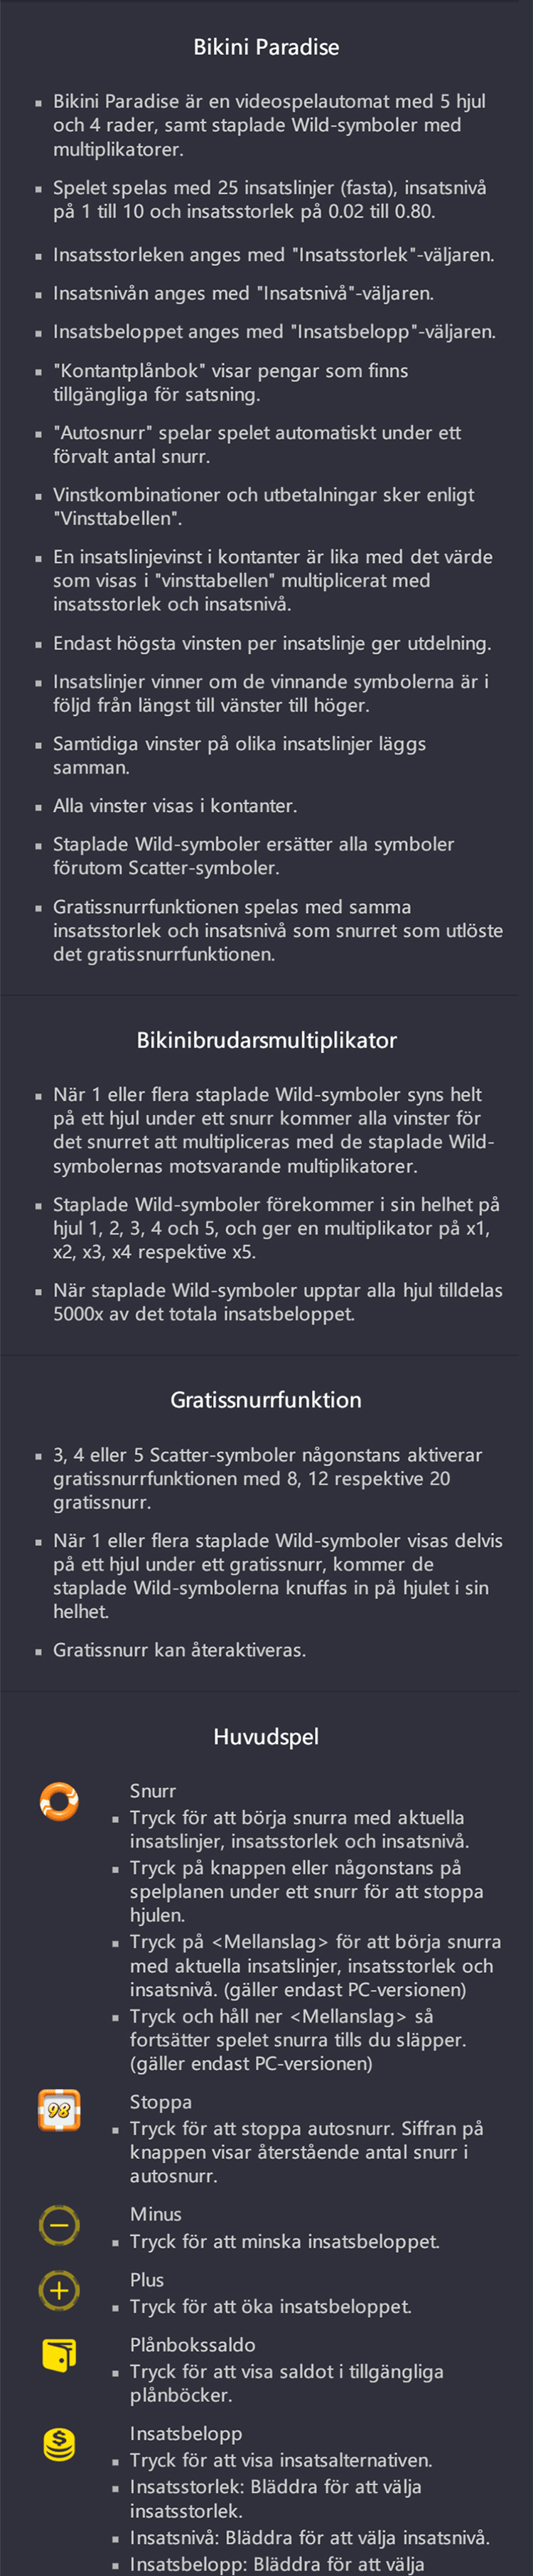 Bikini Paradise
▪ Bikini Paradise är en videospelautomat med 5 hjul
och 4 rader, samt staplade Wild-symboler med
multiplikatorer.
▪ Spelet spelas med 25 insatslinjer (fasta), insatsnivå
på 1 till 10 och insatsstorlek på 0.02 till 0.80.
▪ Insatsstorleken anges med "Insatsstorlek"-väljaren.
▪ Insatsnivån anges med "Insatsnivå"-väljaren.
▪ Insatsbeloppet anges med "Insatsbelopp"-väljaren.
▪ "Kontantplånbok" visar pengar som finns
tillgängliga för satsning.
▪ "Autosnurr" spelar spelet automatiskt under ett
förvalt antal snurr.
▪ Vinstkombinationer och utbetalningar sker enligt
"Vinsttabellen".
▪ En insatslinjevinst i kontanter är lika med det värde
som visas i "vinsttabellen" multiplicerat med
insatsstorlek och insatsnivå.
▪ Endast högsta vinsten per insatslinje ger utdelning.
▪ Insatslinjer vinner om de vinnande symbolerna är i
följd från längst till vänster till höger.
▪ Samtidiga vinster på olika insatslinjer läggs
samman.
▪ Alla vinster visas i kontanter.
▪ Staplade Wild-symboler ersätter alla symboler
förutom Scatter-symboler.
▪ Gratissnurrfunktionen spelas med samma
insatsstorlek och insatsnivå som snurret som utlöste
det gratissnurrfunktionen.
Bikinibrudarsmultiplikator
▪ När 1 eller flera staplade Wild-symboler syns helt
på ett hjul under ett snurr kommer alla vinster för
det snurret att multipliceras med de staplade Wild-
symbolernas motsvarande multiplikatorer.
▪ Staplade Wild-symboler förekommer i sin helhet på
hjul 1, 2, 3, 4 och 5, och ger en multiplikator på x1,
x2, x3, x4 respektive x5.
▪ När staplade Wild-symboler upptar alla hjul tilldelas
5000x av det totala insatsbeloppet.
Gratissnurrfunktion
▪ 3, 4 eller 5 Scatter-symboler någonstans aktiverar
gratissnurrfunktionen med 8, 12 respektive 20
gratissnurr.
▪ När 1 eller flera staplade Wild-symboler visas delvis
på ett hjul under ett gratissnurr, kommer de
staplade Wild-symbolerna knuffas in på hjulet i sin
helhet.
▪ Gratissnurr kan återaktiveras.
Huvudspel
Snurr
▪ Tryck för att börja snurra med aktuella
insatslinjer, insatsstorlek och insatsnivå.
▪ Tryck på knappen eller någonstans på
spelplanen under ett snurr för att stoppa
hjulen.
▪ Tryck på <Mellanslag> för att börja snurra
med aktuella insatslinjer, insatsstorlek och
insatsnivå. (gäller endast PC-versionen)
▪ Tryck och håll ner <Mellanslag> så
fortsätter spelet snurra tills du släpper.
(gäller endast PC-versionen)
98
Stoppa
▪ Tryck för att stoppa autosnurr. Siffran på
knappen visar återstående antal snurr i
autosnurr.
Minus
▪ Tryck för att minska insatsbeloppet.
Plus
▪ Tryck för att öka insatsbeloppet.
Plånbokssaldo
▪ Tryck för att visa saldot i tillgängliga
plånböcker.
$
Insatsbelopp
▪ Tryck för att visa insatsalternativen.
▪ Insatsstorlek: Bläddra för att välja
insatsstorlek.
▪ Insatsnivå: Bläddra för att välja insatsnivå.
▪ Insatsbelopp: Bläddra för att välja